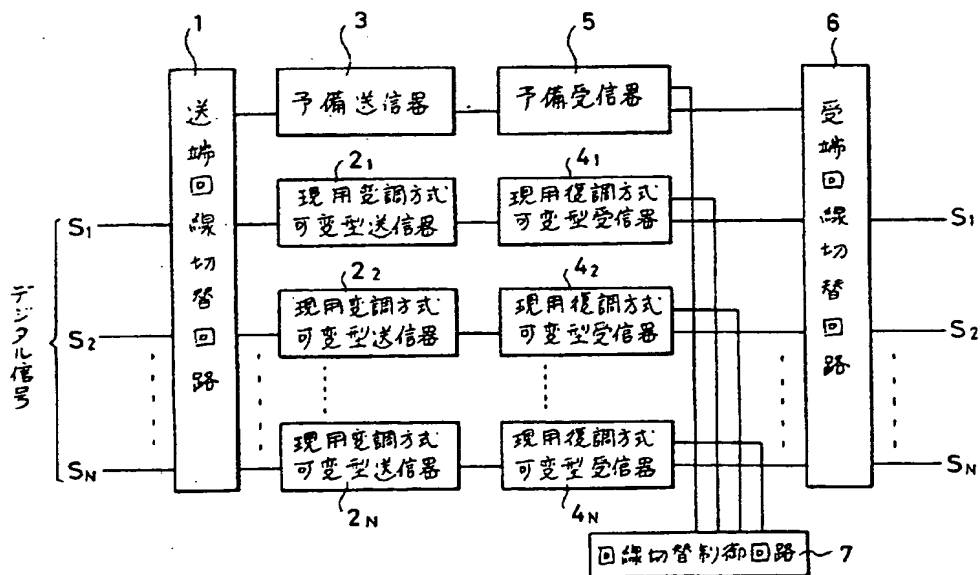 1
3
5
6
送端回線切替回路
予備送信器
予備受信器
受端回線切替回路
2₁
4₁
現用変調方式
可変型送信器
現用復調方式
可変型受信器
S₁
S₁
2₂
4₂
現用変調方式
可変型送信器
現用復調方式
可変型受信器
デジタル信号
S₂
S₂
現用変調方式
可変型送信器
現用復調方式
可変型受信器
S_N
S_N
2_N
4_N
回線切替制御回路
7